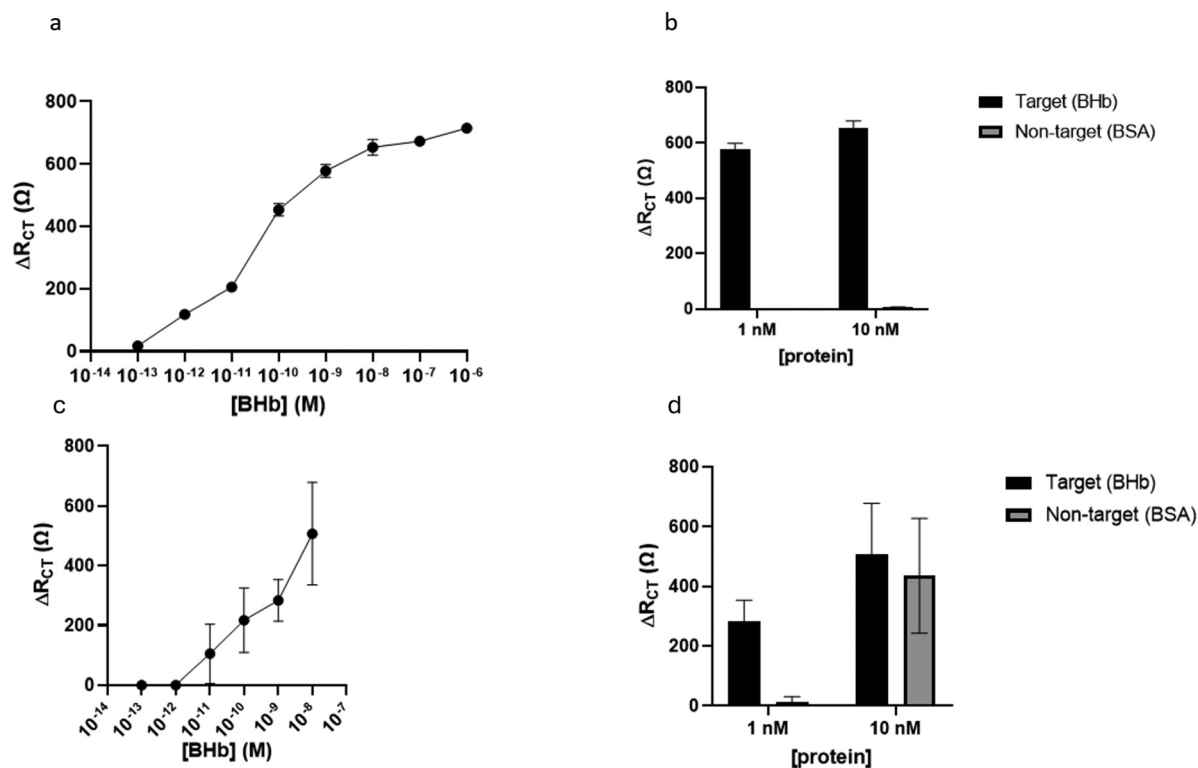 a
800
600
400
200
0
ΔR_CT (Ω)
10^-14 10^-13 10^-12 10^-11 10^-10 10^-9 10^-8 10^-7 10^-6
[BHb] (M)
b
800
600
400
200
0
ΔR_CT (Ω)
1 nM 10 nM
[protein]
Target (BHb)
Non-target (BSA)
c
800
600
400
200
0
ΔR_CT (Ω)
10^-14 10^-13 10^-12 10^-11 10^-10 10^-9 10^-8 10^-7
[BHb] (M)
d
800
600
400
200
0
ΔR_CT (Ω)
1 nM 10 nM
[protein]
Target (BHb)
Non-target (BSA)